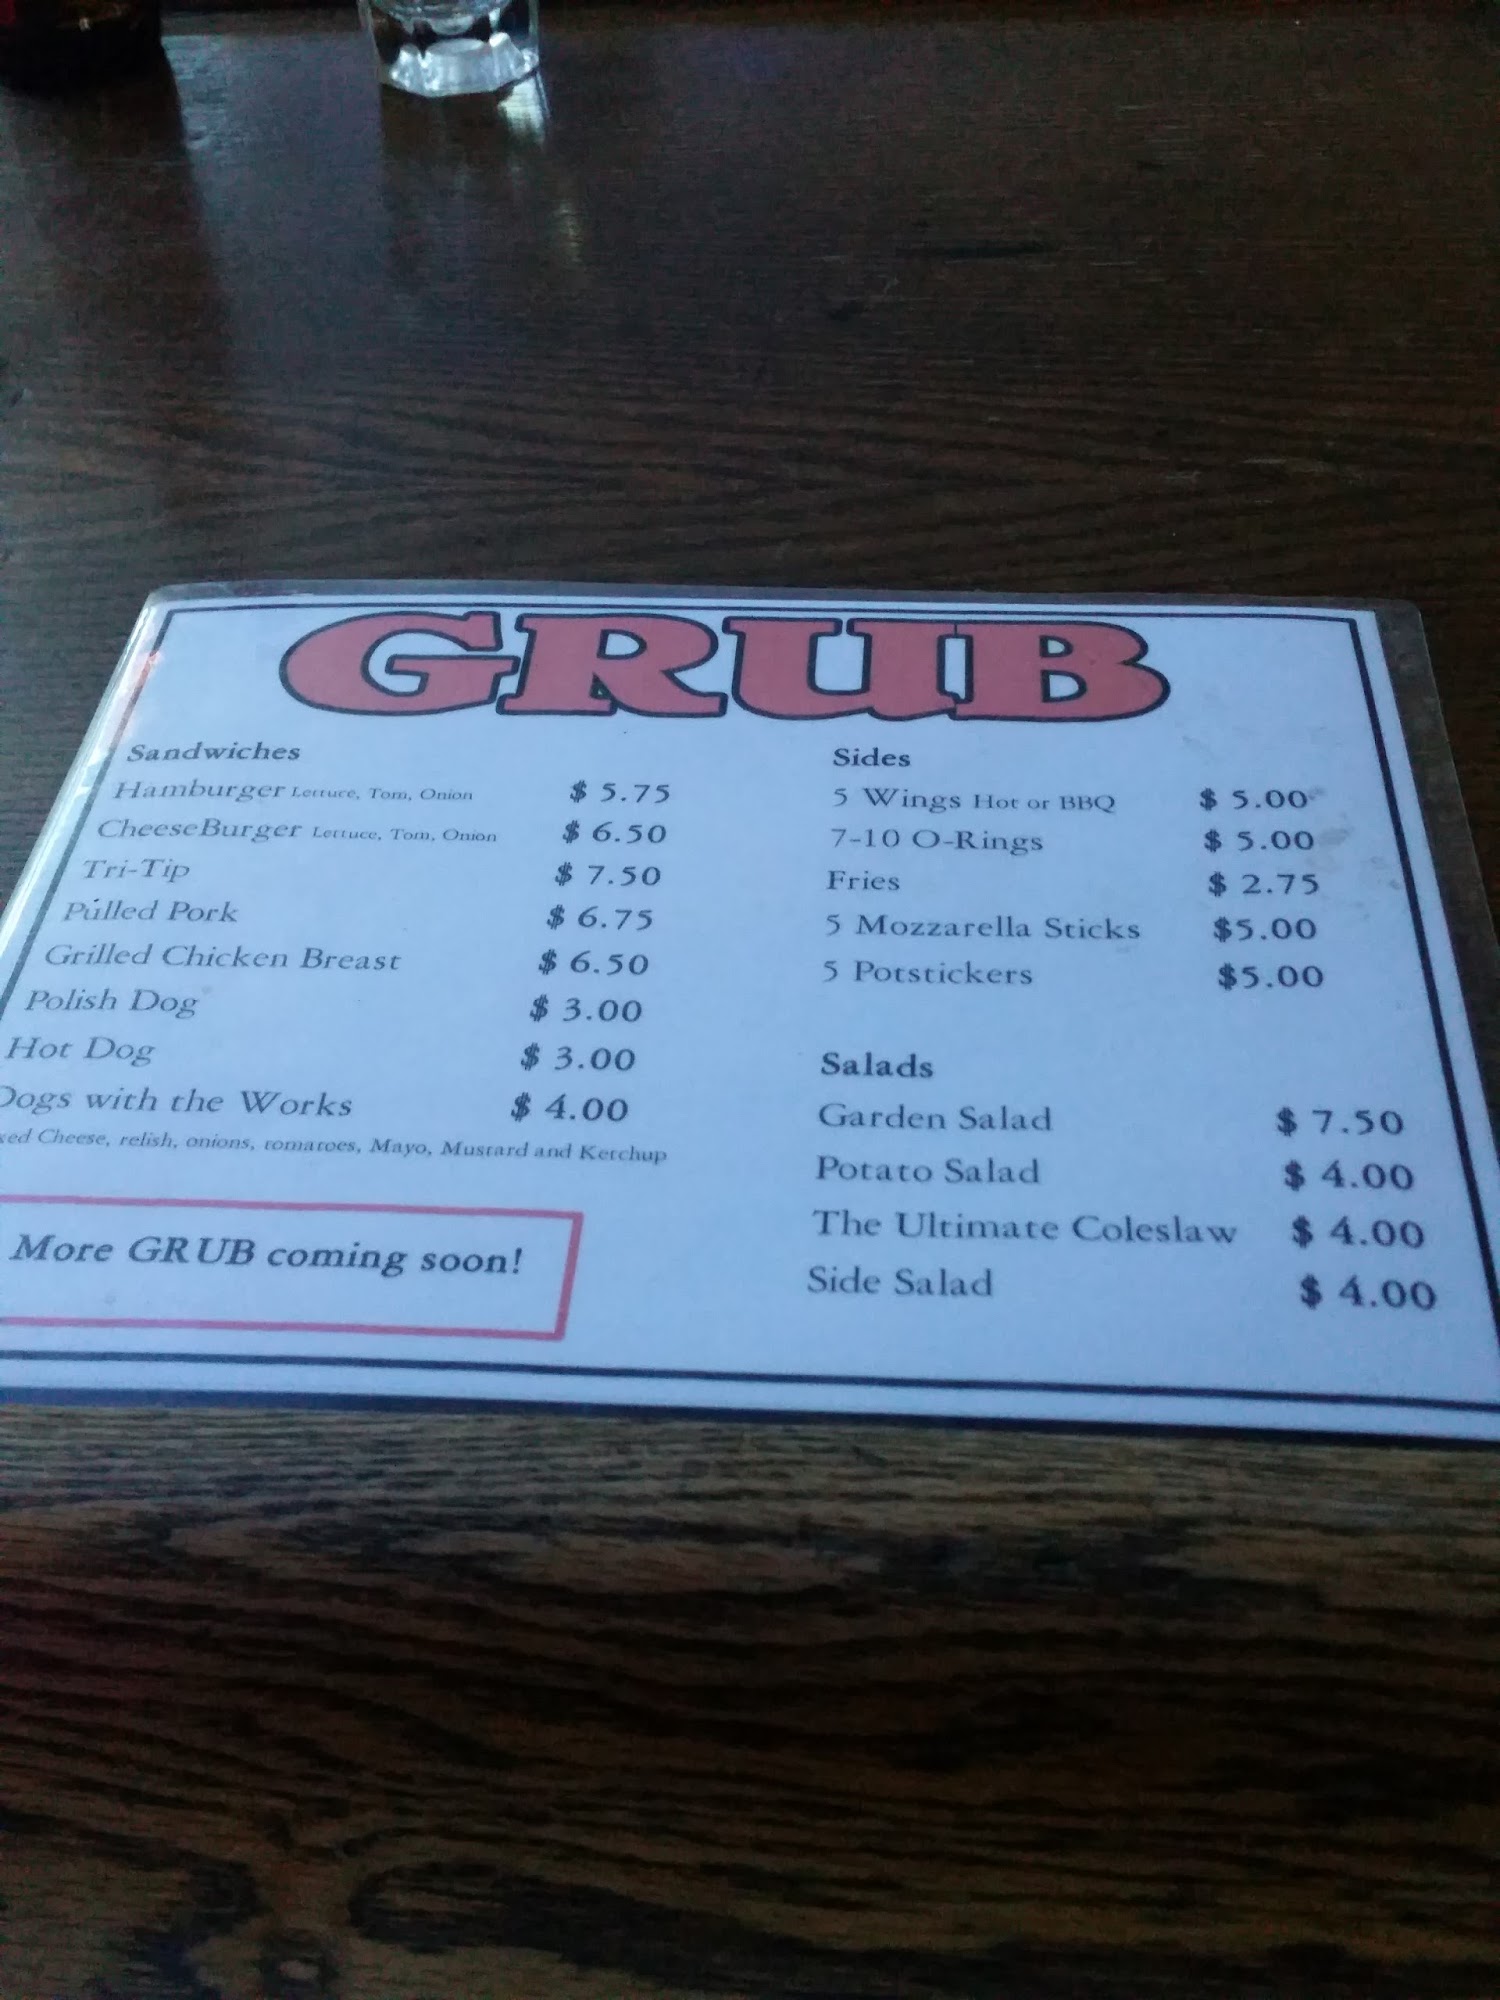 GRUB
Sandwiches
Hamburger Lettuce, Tom, Onion $ 5.75
CheeseBurger Lettuce, Tom, Onion $ 6.50
Tri-Tip $ 7.50
Pulled Pork $ 6.75
Grilled Chicken Breast $ 6.50
Polish Dog $ 3.00
Hot Dog $ 3.00
Dogs with the Works $ 4.00
Cheese, relish, onions, tomatoes, Mayo, Mustard and Ketchup
More GRUB coming soon!
Sides
5 Wings Hot or BBQ $ 5.00
7-10 O-Rings $ 5.00
Fries $ 2.75
5 Mozzarella Sticks $5.00
5 Potstickers $5.00
Salads
Garden Salad $ 7.50
Potato Salad $ 4.00
The Ultimate Coleslaw $ 4.00
Side Salad $ 4.00